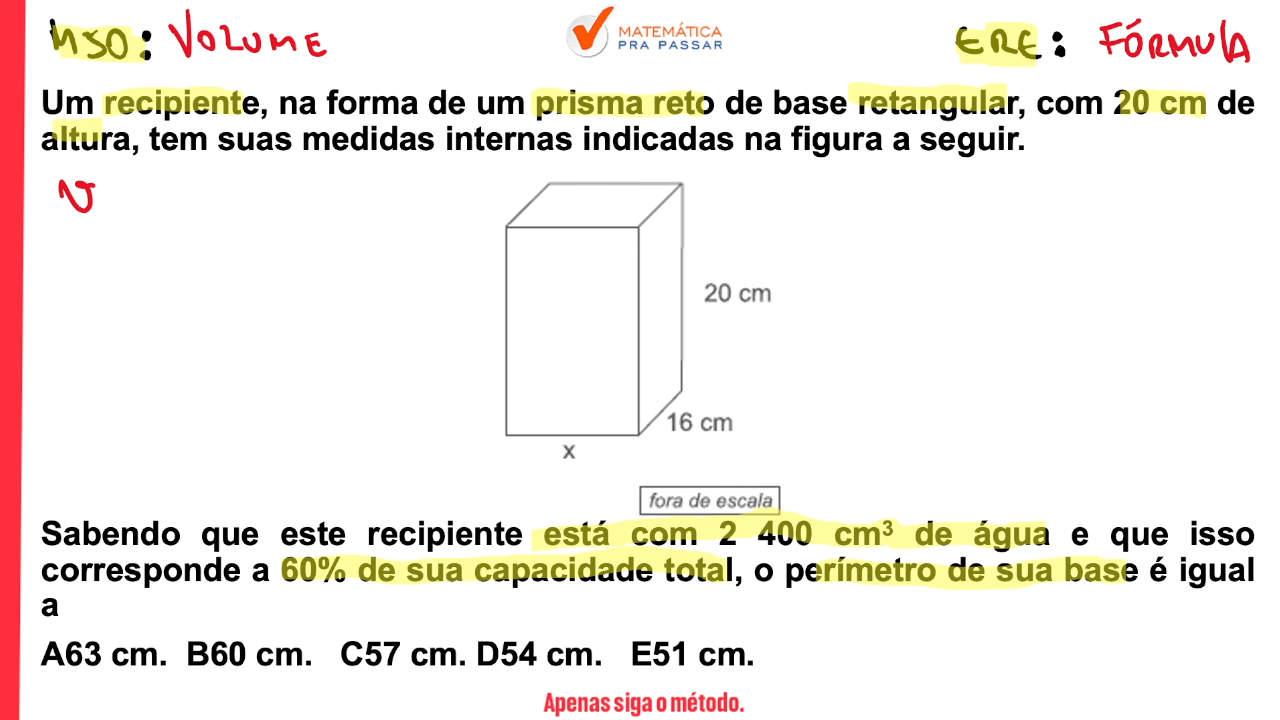 MSO: VOLUME
MATEMÁTICA
PRA PASSAR
ERE: FÓRMULA
Um recipiente, na forma de um prisma reto de base retangular, com 20 cm de
altura, tem suas medidas internas indicadas na figura a seguir.
V
20 cm
16 cm
x
fora de escala
Sabendo que este recipiente está com 2 400 cm³ de água e que isso
corresponde a 60% de sua capacidade total, o perímetro de sua base é igual
a
A63 cm. B60 cm. C57 cm. D54 cm. E51 cm.
Apenas siga o método.